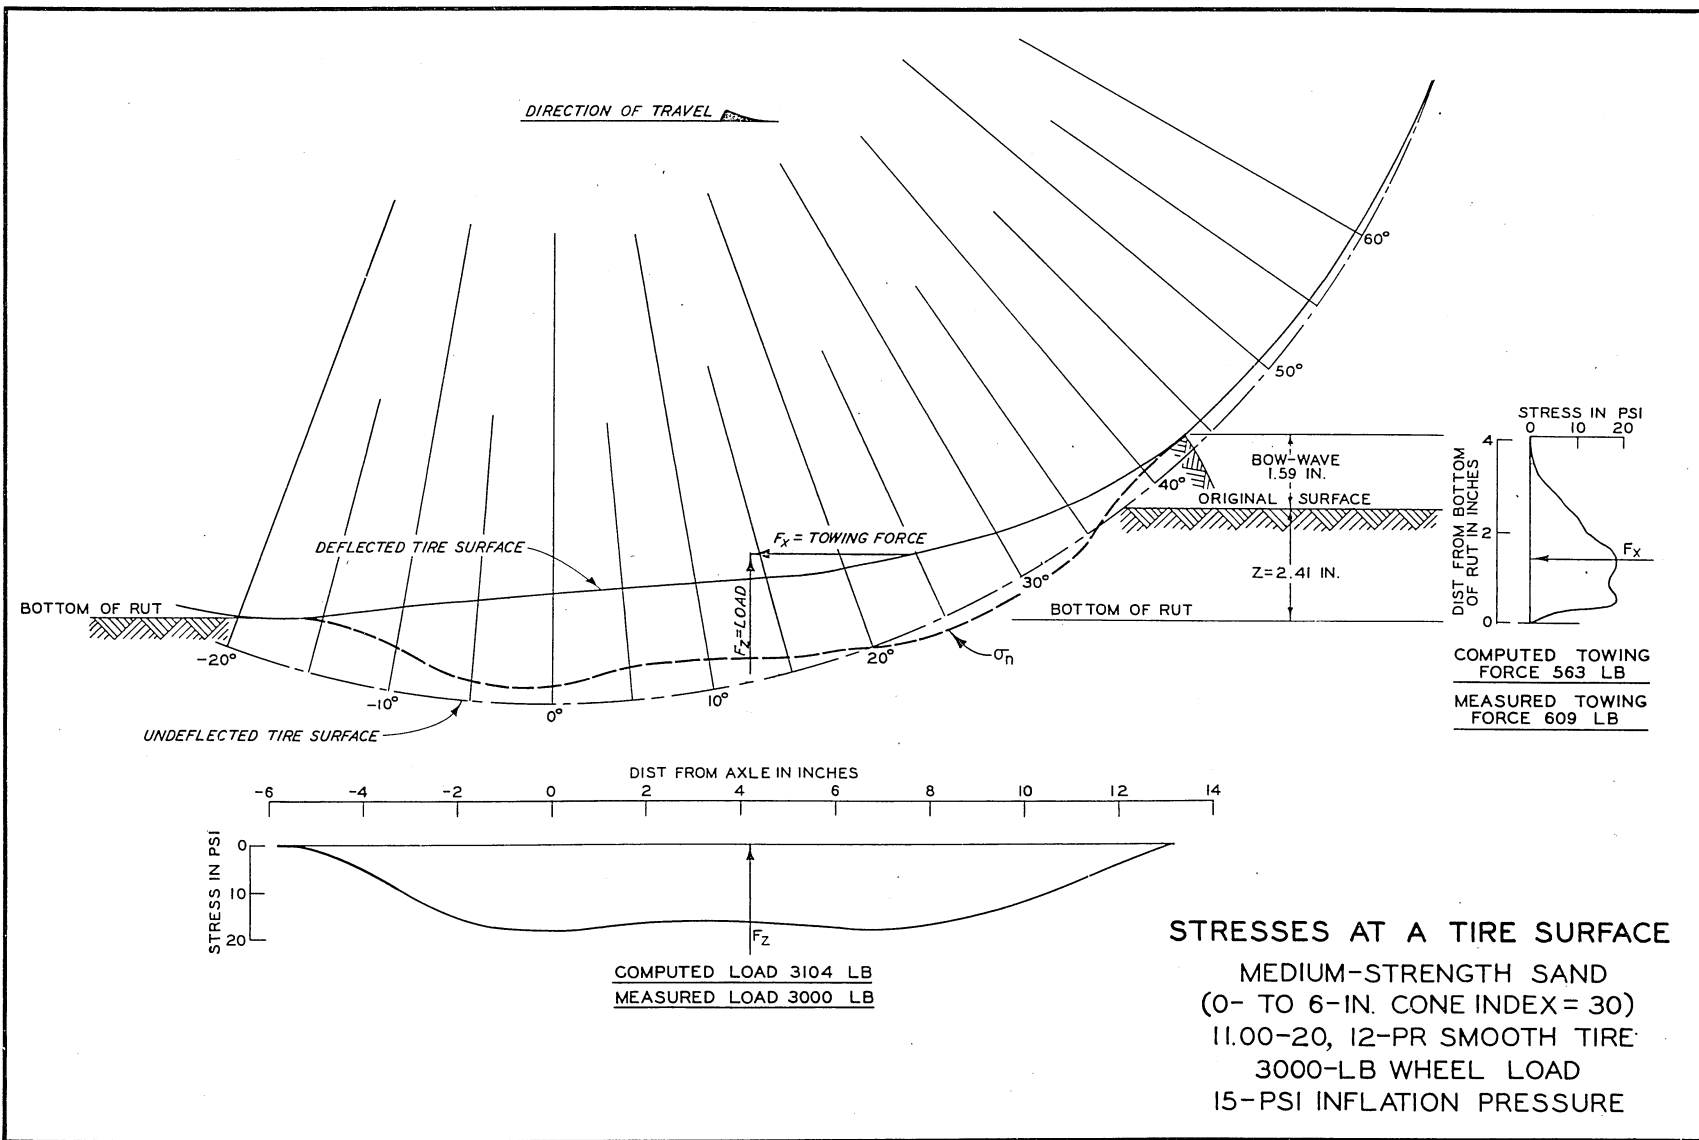 DIRECTION OF TRAVEL
60°
50°
STRESS IN PSI
0 10 20
4
2
0
DIST FROM BOTTOM
OF RUT IN INCHES
Fx
BOW-WAVE
1.59 IN.
40°
ORIGINAL SURFACE
Fx = TOWING FORCE
DEFLECTED TIRE SURFACE
Z=2.41 IN.
30°
BOTTOM OF RUT
BOTTOM OF RUT
Fz=LOAD
σn
20°
-20°
-10°
0°
10°
UNDEFLECTED TIRE SURFACE
COMPUTED TOWING
FORCE 563 LB
MEASURED TOWING
FORCE 609 LB
DIST FROM AXLE IN INCHES
-6 -4 -2 0 2 4 6 8 10 12 14
STRESS IN PSI
0
10
20
Fz
COMPUTED LOAD 3104 LB
MEASURED LOAD 3000 LB
STRESSES AT A TIRE SURFACE
MEDIUM-STRENGTH SAND
(0- TO 6-IN. CONE INDEX = 30)
11.00-20, 12-PR SMOOTH TIRE
3000-LB WHEEL LOAD
15-PSI INFLATION PRESSURE